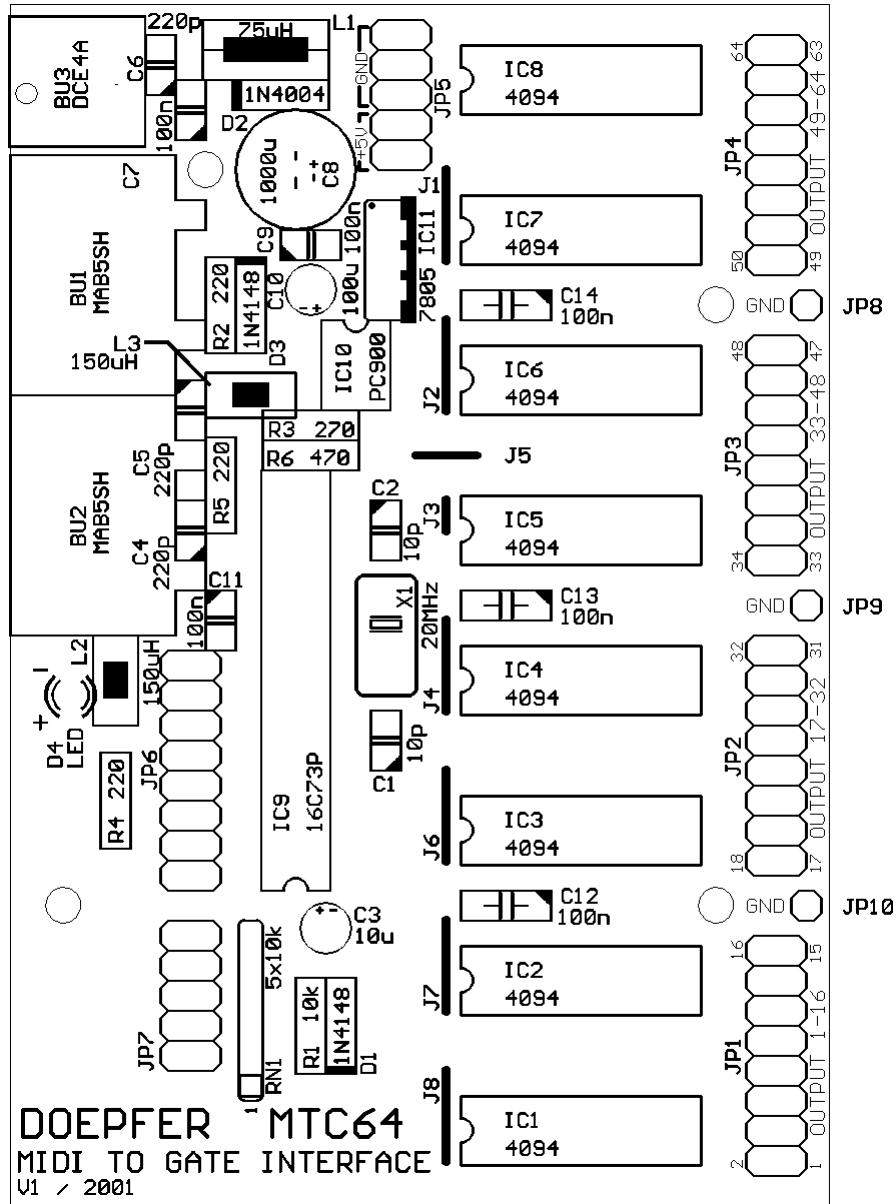 220p
75uH
L1
BU3
DCE4A
C6
100n
1N4004
D2
GND
+5V
JP5
IC8
4094
64
63
JP4
OUTPUT 49-64
50
49
C7
1000u
C8
- +
J1
IC7
4094
BU1
MAB5SH
C9
100n
IC11
7805
R2 220
1N4148
C10
100u
- +
D3
C14
100n
GND
JP8
L3
150uH
IC10
PC900
J2
IC6
4094
48
47
JP3
OUTPUT 33-48
34
33
R3 270
R6 470
J5
BU2
MAB5SH
C5
220p
C4
220p
R5 220
C2
10p
J3
IC5
4094
C11
100n
X1
20MHz
C13
100n
GND
JP9
L2
150uH
J4
IC4
4094
32
31
JP2
OUTPUT 17-32
18
17
-
+
D4
LED
JP6
R4 220
IC9
16C73P
C1
10p
J6
IC3
4094
C3
10u
+ -
C12
100n
GND
JP10
JP7
5x10k
RN1
1
R1 10k
1N4148
D1
J7
IC2
4094
16
15
JP1
OUTPUT 1-16
2
1
J8
IC1
4094
DOEPFER MTC64
MIDI TO GATE INTERFACE
V1 / 2001